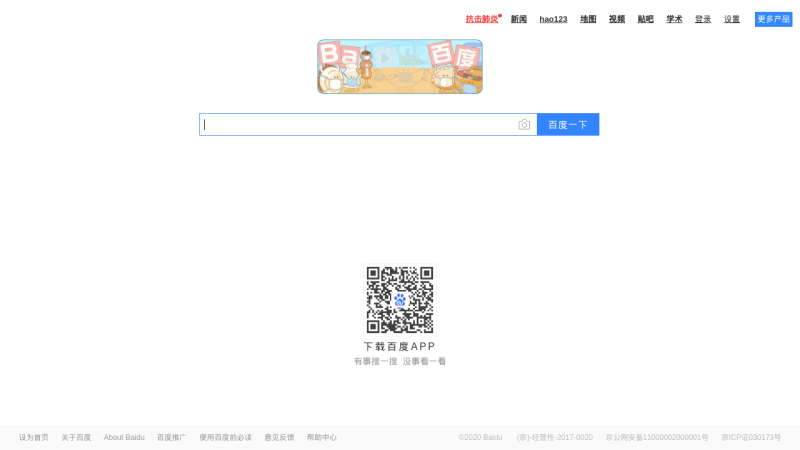 抗击肺炎 新闻 hao123 地图 视频 贴吧 学术 登录 设置 更多产品
Ba 百度
百度一下
下载百度APP
有事搜一搜 没事看一看
设为首页 关于百度 About Baidu 百度推广 使用百度前必读 意见反馈 帮助中心 ©2020 Baidu (京)-经营性-2017-0020 京公网安备11000002000001号 京ICP证030173号